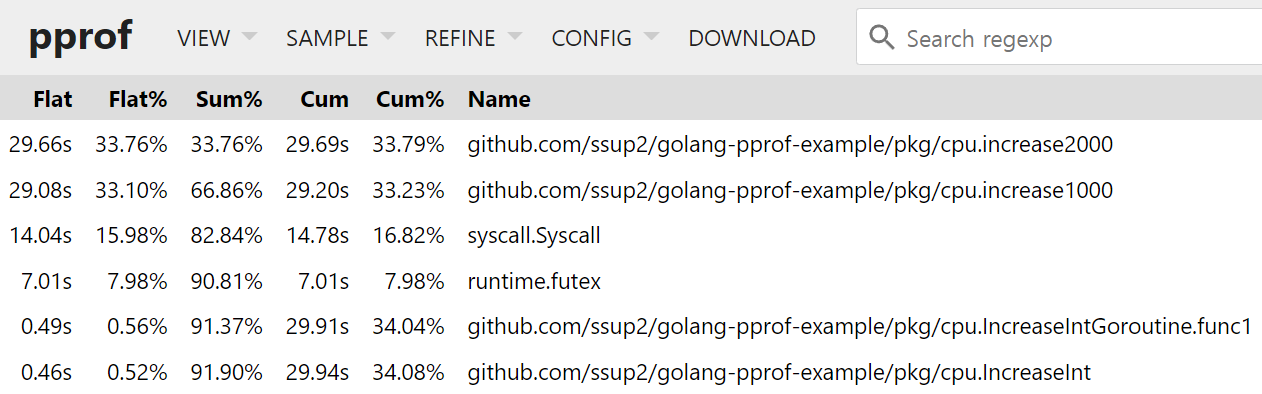 pprof VIEW SAMPLE REFINE CONFIG DOWNLOAD Search regexp
Flat Flat% Sum% Cum Cum% Name
29.66s 33.76% 33.76% 29.69s 33.79% github.com/ssup2/golang-pprof-example/pkg/cpu.increase2000
29.08s 33.10% 66.86% 29.20s 33.23% github.com/ssup2/golang-pprof-example/pkg/cpu.increase1000
14.04s 15.98% 82.84% 14.78s 16.82% syscall.Syscall
7.01s 7.98% 90.81% 7.01s 7.98% runtime.futex
0.49s 0.56% 91.37% 29.91s 34.04% github.com/ssup2/golang-pprof-example/pkg/cpu.IncreaseIntGoroutine.func1
0.46s 0.52% 91.90% 29.94s 34.08% github.com/ssup2/golang-pprof-example/pkg/cpu.IncreaseInt